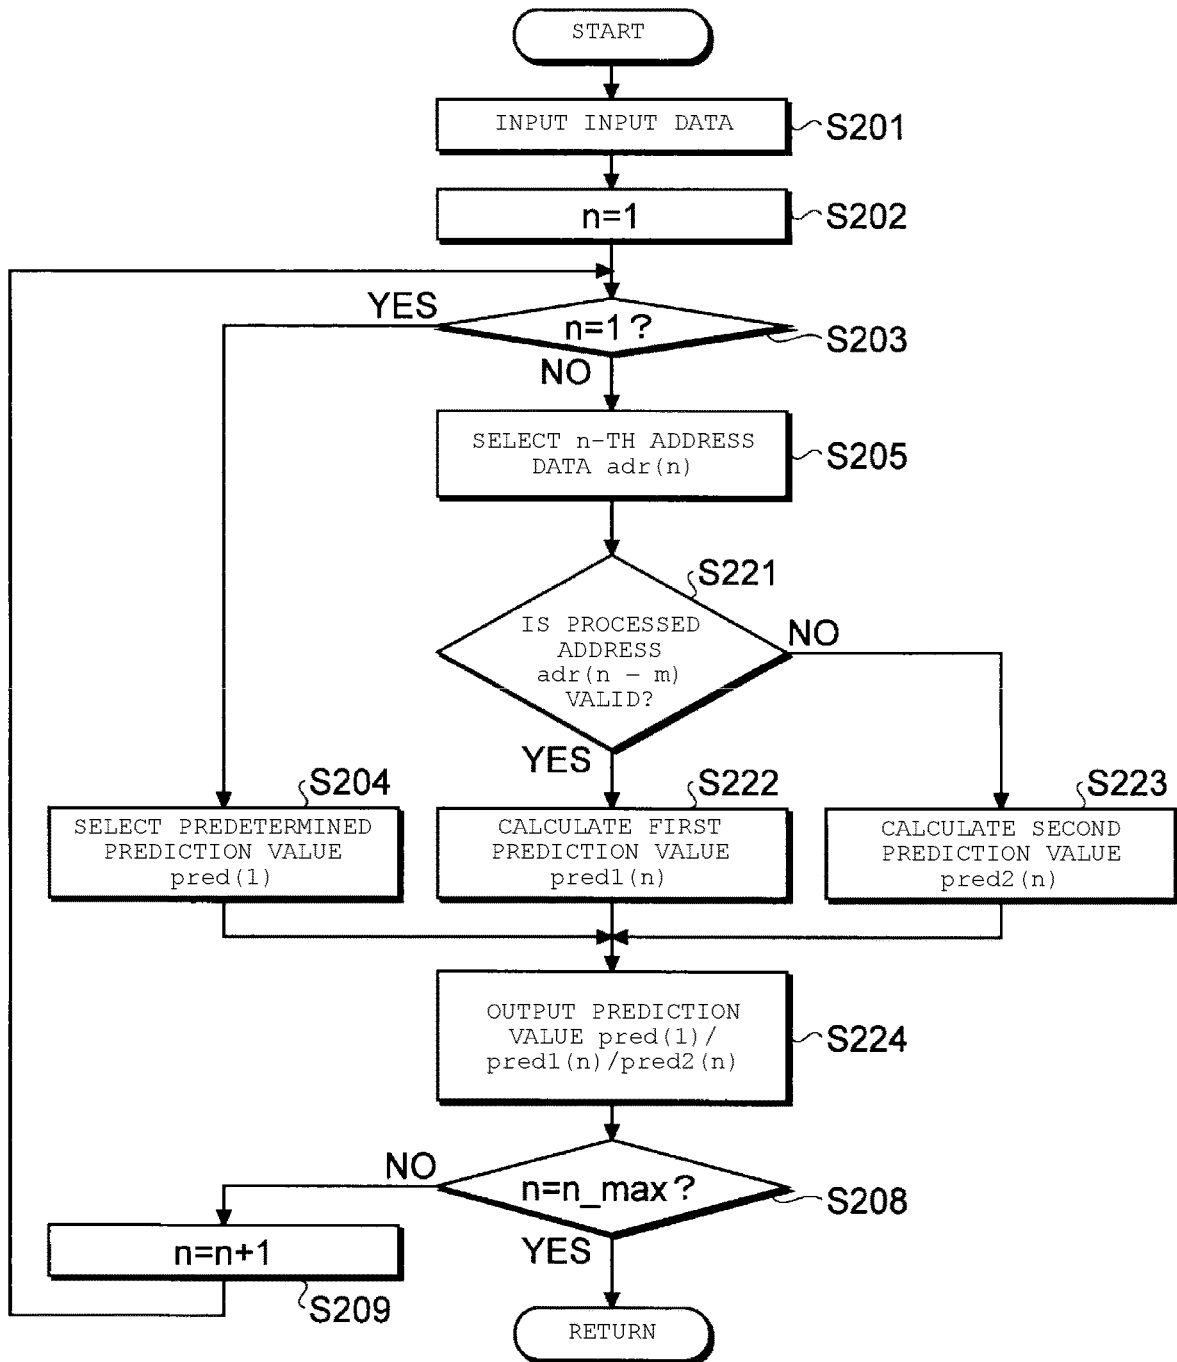 START
INPUT INPUT DATA
S201
n=1
S202
YES
n=1?
S203
NO
SELECT n-TH ADDRESS
DATA adr(n)
S205
S221
IS PROCESSED
ADDRESS
adr(n - m)
VALID?
NO
YES
S204
SELECT PREDETERMINED
PREDICTION VALUE
pred(1)
S222
CALCULATE FIRST
PREDICTION VALUE
pred1(n)
S223
CALCULATE SECOND
PREDICTION VALUE
pred2(n)
OUTPUT PREDICTION
VALUE pred(1)/
pred1(n)/pred2(n)
S224
NO
n=n_max?
S208
YES
n=n+1
S209
RETURN